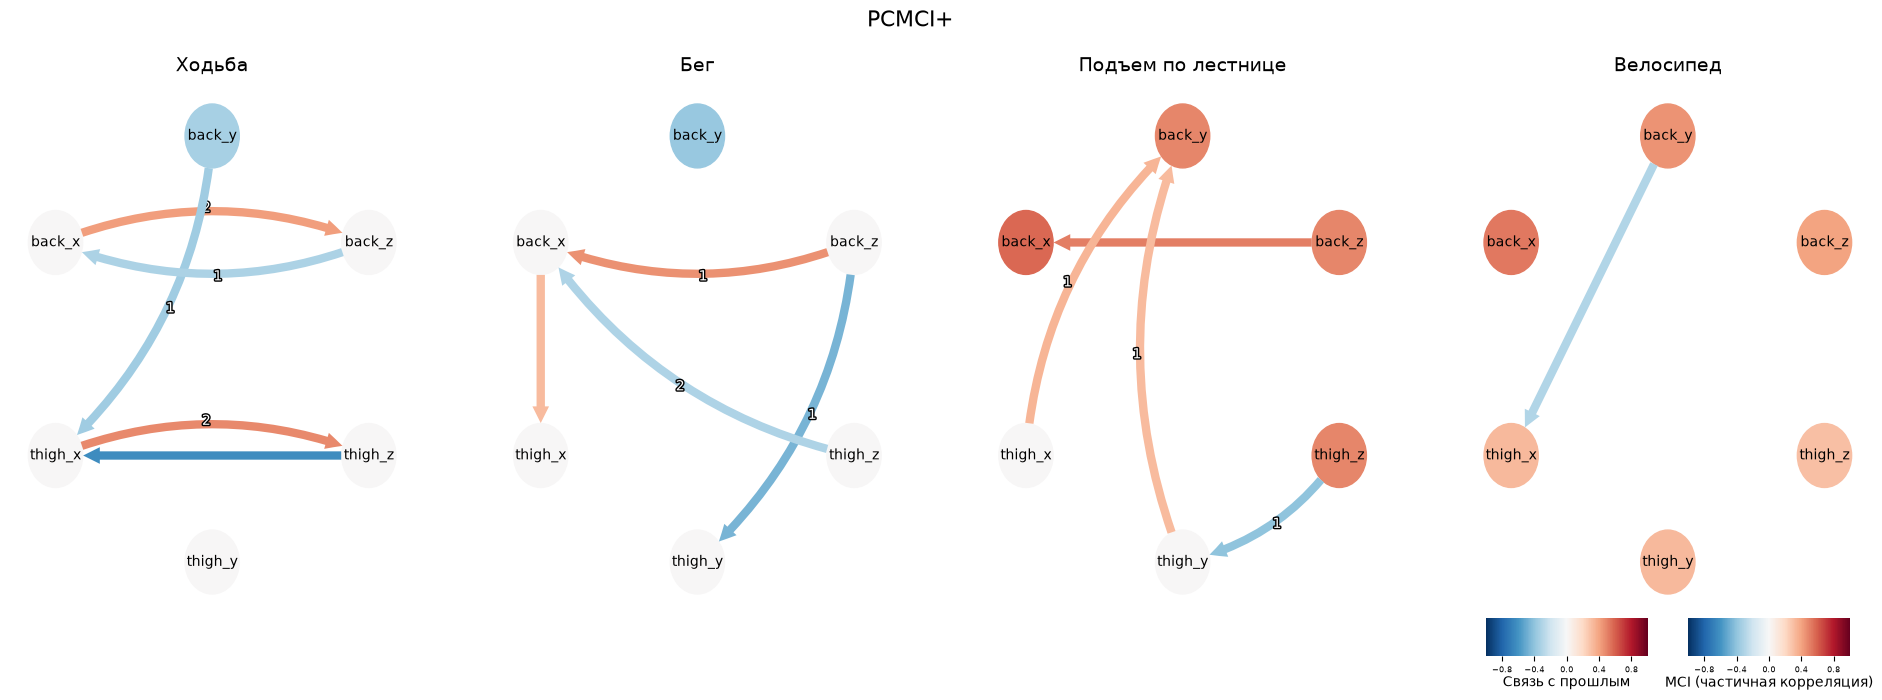 PCMCI+
Ходьба
back_y
2
back_x
back_z
1
1
2
thigh_x
thigh_z
thigh_y
Бег
back_y
back_x
back_z
1
2
1
thigh_x
thigh_z
thigh_y
Подъем по лестнице
back_y
back_x
back_z
1
1
thigh_x
thigh_z
1
thigh_y
Велосипед
back_y
back_x
back_z
thigh_x
thigh_z
thigh_y
−0.8 −0.4 0.0 0.4 0.8
Связь с прошлым
−0.8 −0.4 0.0 0.4 0.8
MCI (частичная корреляция)